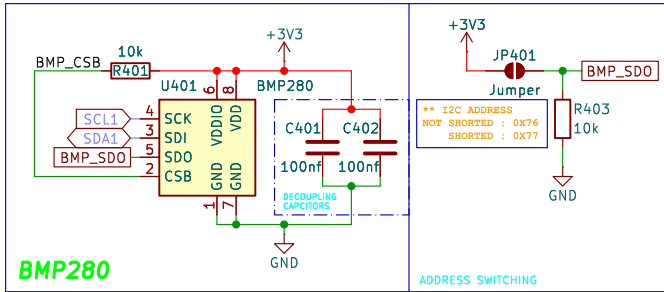 +3V3
10k
BMP_CSB
R401
U401
BMP280
6
8
VDDIO
VDD
SCL1
4
SCK
SDA1
3
SDI
BMP_SDO
5
SDO
2
CSB
GND
GND
1
7
C401
C402
100nf
100nf
DECOUPLING
CAPCITORS
GND
BMP280
+3V3
JP401
Jumper
BMP_SDO
** I2C ADDRESS
NOT SHORTED : 0X76
SHORTED : 0X77
R403
10k
GND
ADDRESS SWITCHING